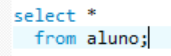 select *
  from aluno;